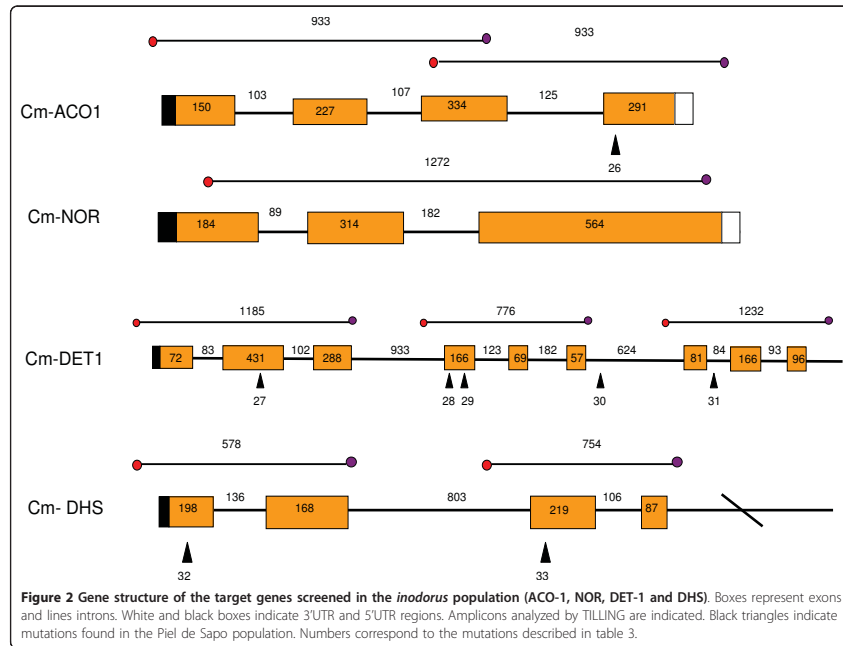 933
933
Cm-ACO1
150 103 227 107 334 125 291
26
1272
Cm-NOR
184 89 314 182 564
1185 776 1232
Cm-DET1
72 83 431 102 288 933 166 123 69 182 57 624 81 84 166 93 96
27 28 29 30 31
578 754
Cm- DHS
198 136 168 803 219 106 87
32 33
Figure 2 Gene structure of the target genes screened in the inodorus population (ACO-1, NOR, DET-1 and DHS). Boxes represent exons
and lines introns. White and black boxes indicate 3'UTR and 5'UTR regions. Amplicons analyzed by TILLING are indicated. Black triangles indicate
mutations found in the Piel de Sapo population. Numbers correspond to the mutations described in table 3.